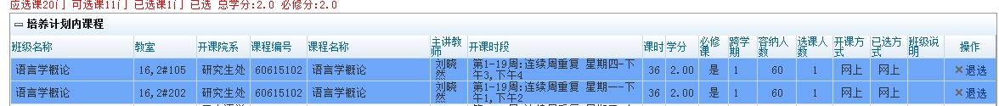 应选课20门 可选课11门 已选课1门 已选 总学分:2.0 必修分:2.0
培养计划内课程
班级名称 教室 开课院系 课程编号 课程名称 主讲教师 开课时段 课时 学分 必修课 跨学期 容纳人数 选课人数 开课方式 已选方式 班级说明 操作
语言学概论 16,2#105 研究生处 60615102 语言学概论 刘晓然 第1-19周:连续周重复 星期四-下午3,下午4 36 2.00 是 1 60 1 网上 网上 退选
语言学概论 16,2#202 研究生处 60615102 语言学概论 刘晓然 第1-19周:连续周重复 星期一-下午1,下午2 36 2.00 是 1 60 1 网上 网上 退选